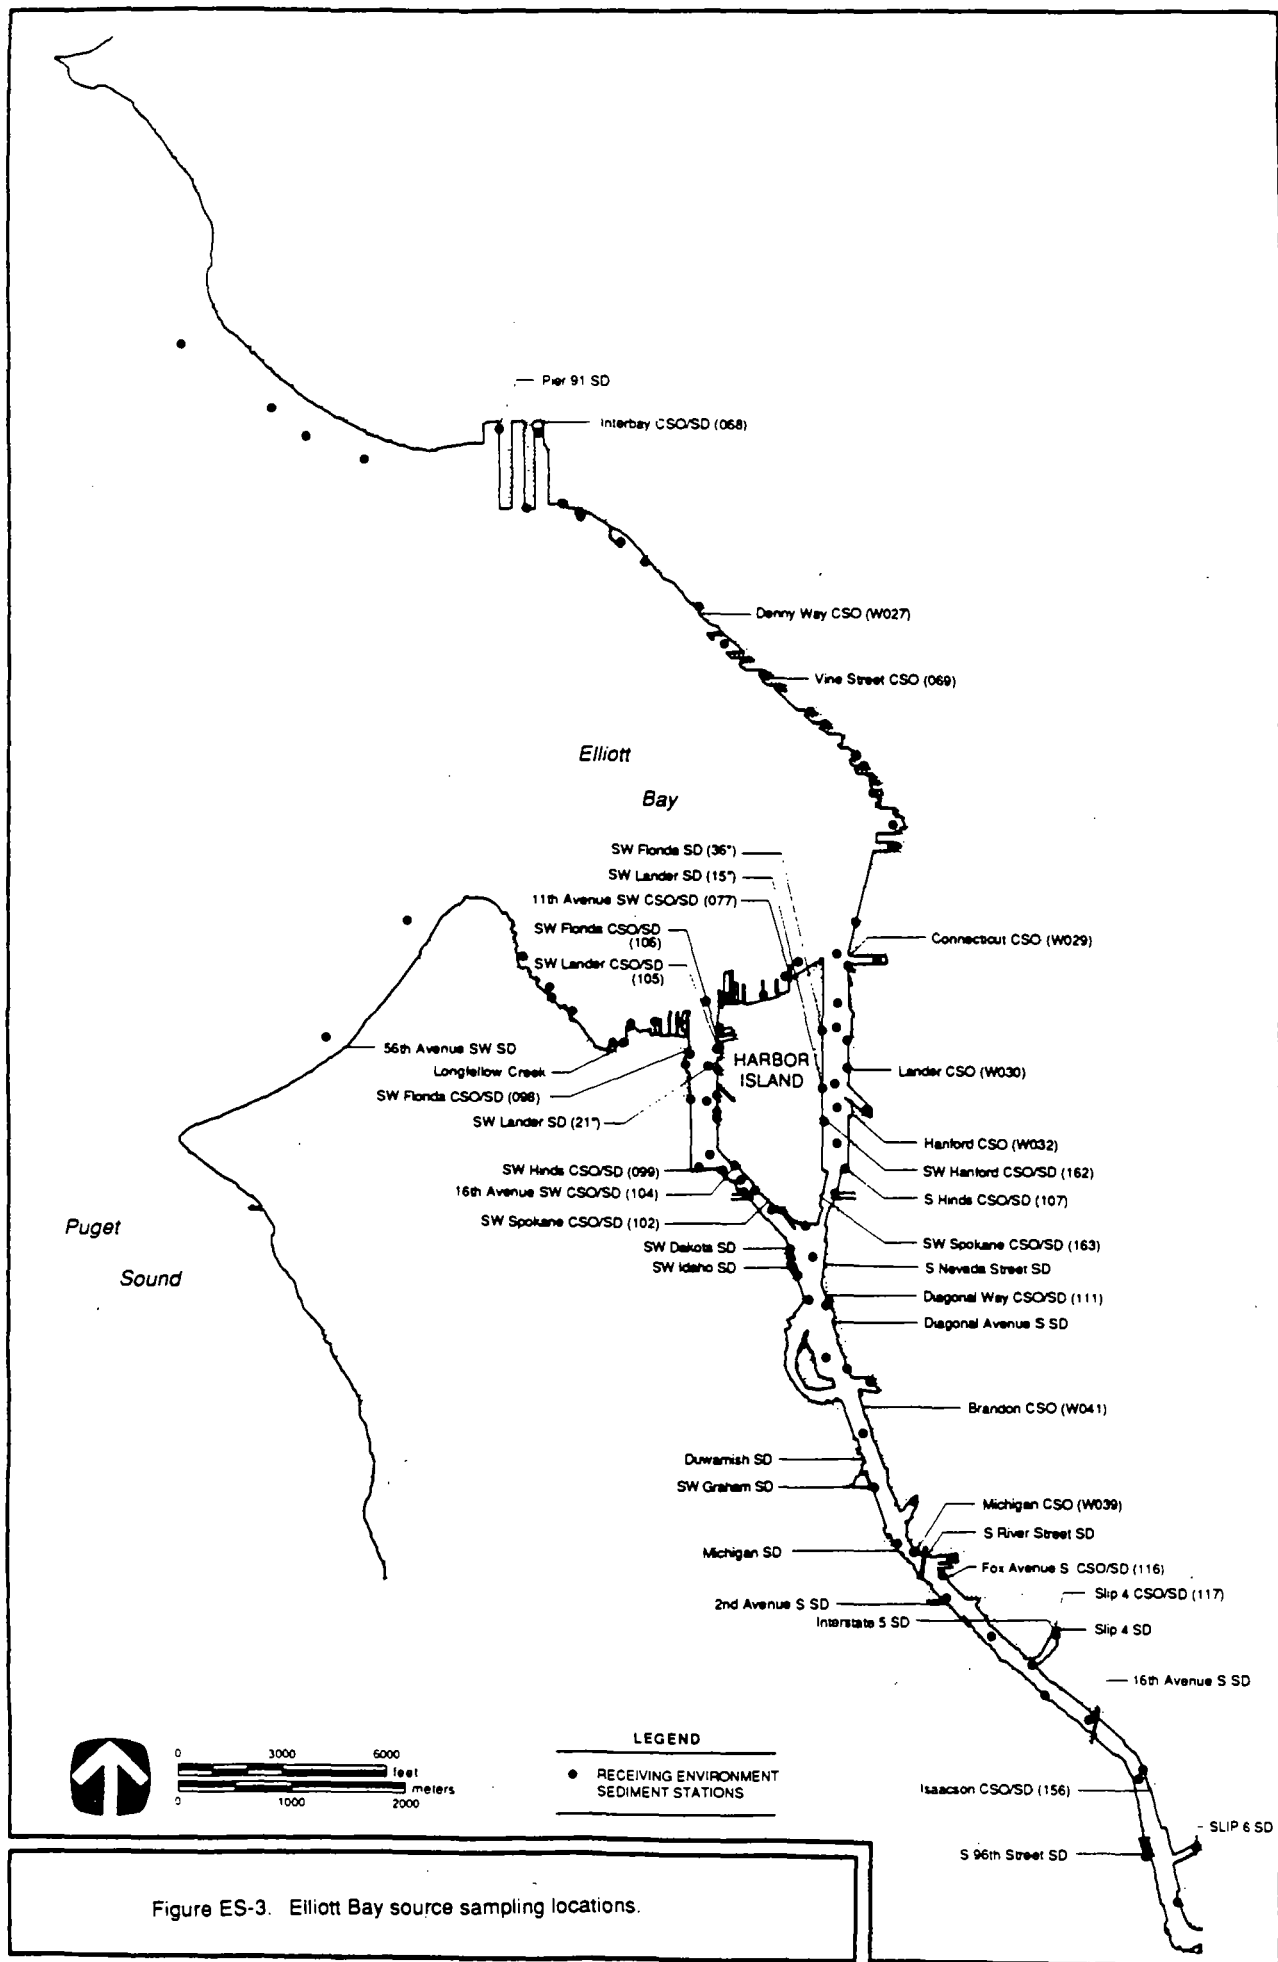 Pier 91 SD
Interbay CSO/SD (068)
Denny Way CSO (W027)
Vine Street CSO (069)
Elliott
Bay
SW Florida SD (36")
SW Lander SD (15")
11th Avenue SW CSO/SD (077)
SW Florida CSO/SD
(106)
SW Lander CSO/SD
(105)
Connecticut CSO (W029)
56th Avenue SW SD
Longfellow Creek
SW Florida CSO/SD (098)
SW Lander SD (21")
HARBOR
ISLAND
Lander CSO (W030)
Hanford CSO (W032)
SW Hinds CSO/SD (099)
SW Hanford CSO/SD (162)
16th Avenue SW CSO/SD (104)
S Hinds CSO/SD (107)
SW Spokane CSO/SD (102)
Puget
Sound
SW Dakota SD
SW Spokane CSO/SD (163)
SW Idaho SD
S Nevada Street SD
Diagonal Way CSO/SD (111)
Diagonal Avenue S SD
Brandon CSO (W041)
Duwamish SD
SW Graham SD
Michigan CSO (W039)
S River Street SD
Michigan SD
Fox Avenue S CSO/SD (116)
Slip 4 CSO/SD (117)
2nd Avenue S SD
Interstate 5 SD
Slip 4 SD
16th Avenue S SD
Isaacson CSO/SD (156)
SLIP 6 SD
S 96th Street SD
0 3000 6000
feet
meters
0 1000 2000
LEGEND
RECEIVING ENVIRONMENT
SEDIMENT STATIONS
Figure ES-3. Elliott Bay source sampling locations.